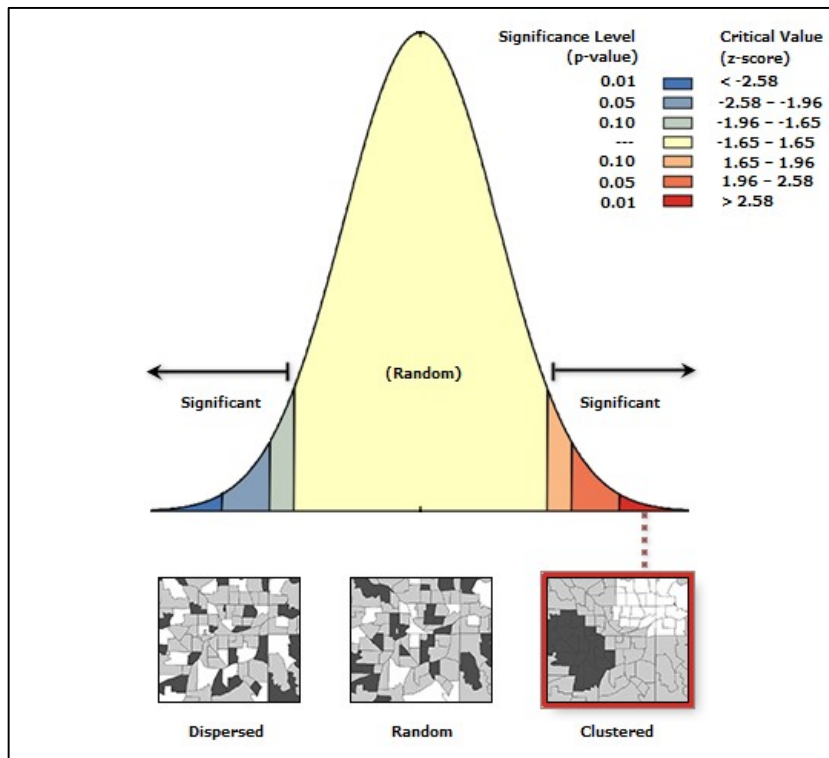 Significance Level Critical Value
(p-value) (z-score)
0.01 < -2.58
0.05 -2.58 – -1.96
0.10 -1.96 – -1.65
--- -1.65 – 1.65
0.10 1.65 – 1.96
0.05 1.96 – 2.58
0.01 > 2.58
(Random)
Significant Significant
Dispersed Random Clustered